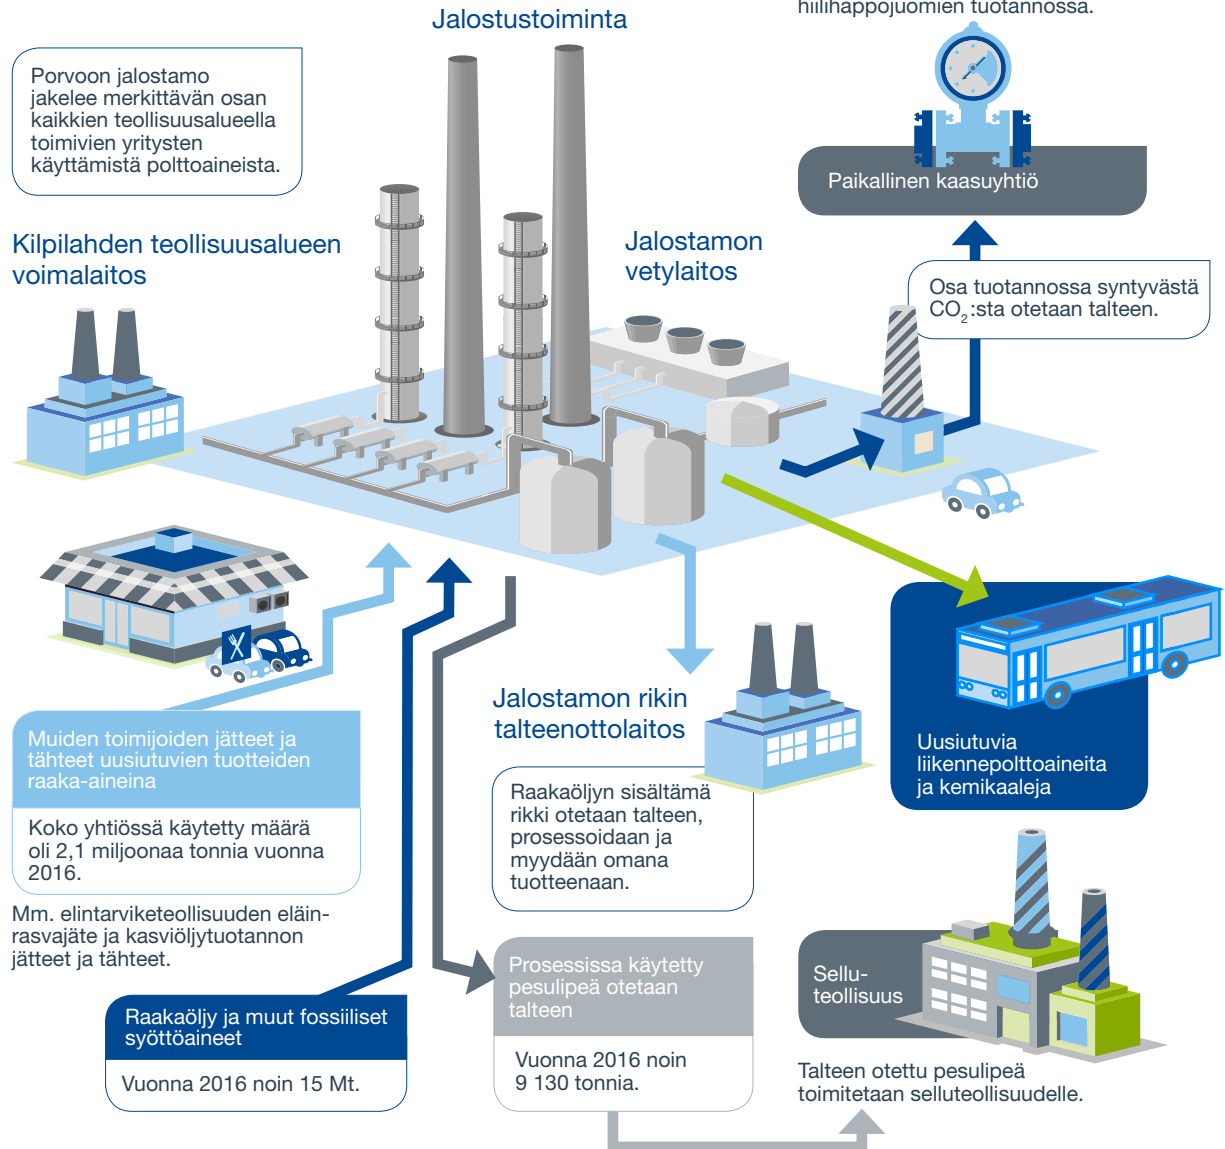 hiilihappojuomien tuotannossa.
Jalostustoiminta
Porvoon jalostamo
jakelee merkittävän osan
kaikkien teollisuusalueella
toimivien yritysten
käyttämistä polttoaineista.
Paikallinen kaasuyhtiö
Kilpilahden teollisuusalueen
voimalaitos
Jalostamon
vetylaitos
Osa tuotannossa syntyvästä
CO₂:sta otetaan talteen.
Jalostamon rikin
talteenottolaitos
Raakaöljyn sisältämä
rikki otetaan talteen,
prosessoidaan ja
myydään omana
tuotteenaan.
Uusiutuvia
liikennepolttoaineita
ja kemikaaleja
Muiden toimijoiden jätteet ja
tähteet uusiutuvien tuotteiden
raaka-aineina
Koko yhtiössä käytetty määrä
oli 2,1 miljoonaa tonnia vuonna
2016.
Mm. elintarviketeollisuuden eläin-
rasvajäte ja kasviöljytuotannon
jätteet ja tähteet.
Raakaöljy ja muut fossiiliset
syöttöaineet
Vuonna 2016 noin 15 Mt.
Prosessissa käytetty
pesulipeä otetaan
talteen
Vuonna 2016 noin
9 130 tonnia.
Sellu-
teollisuus
Talteen otettu pesulipeä
toimitetaan selluteollisuudelle.